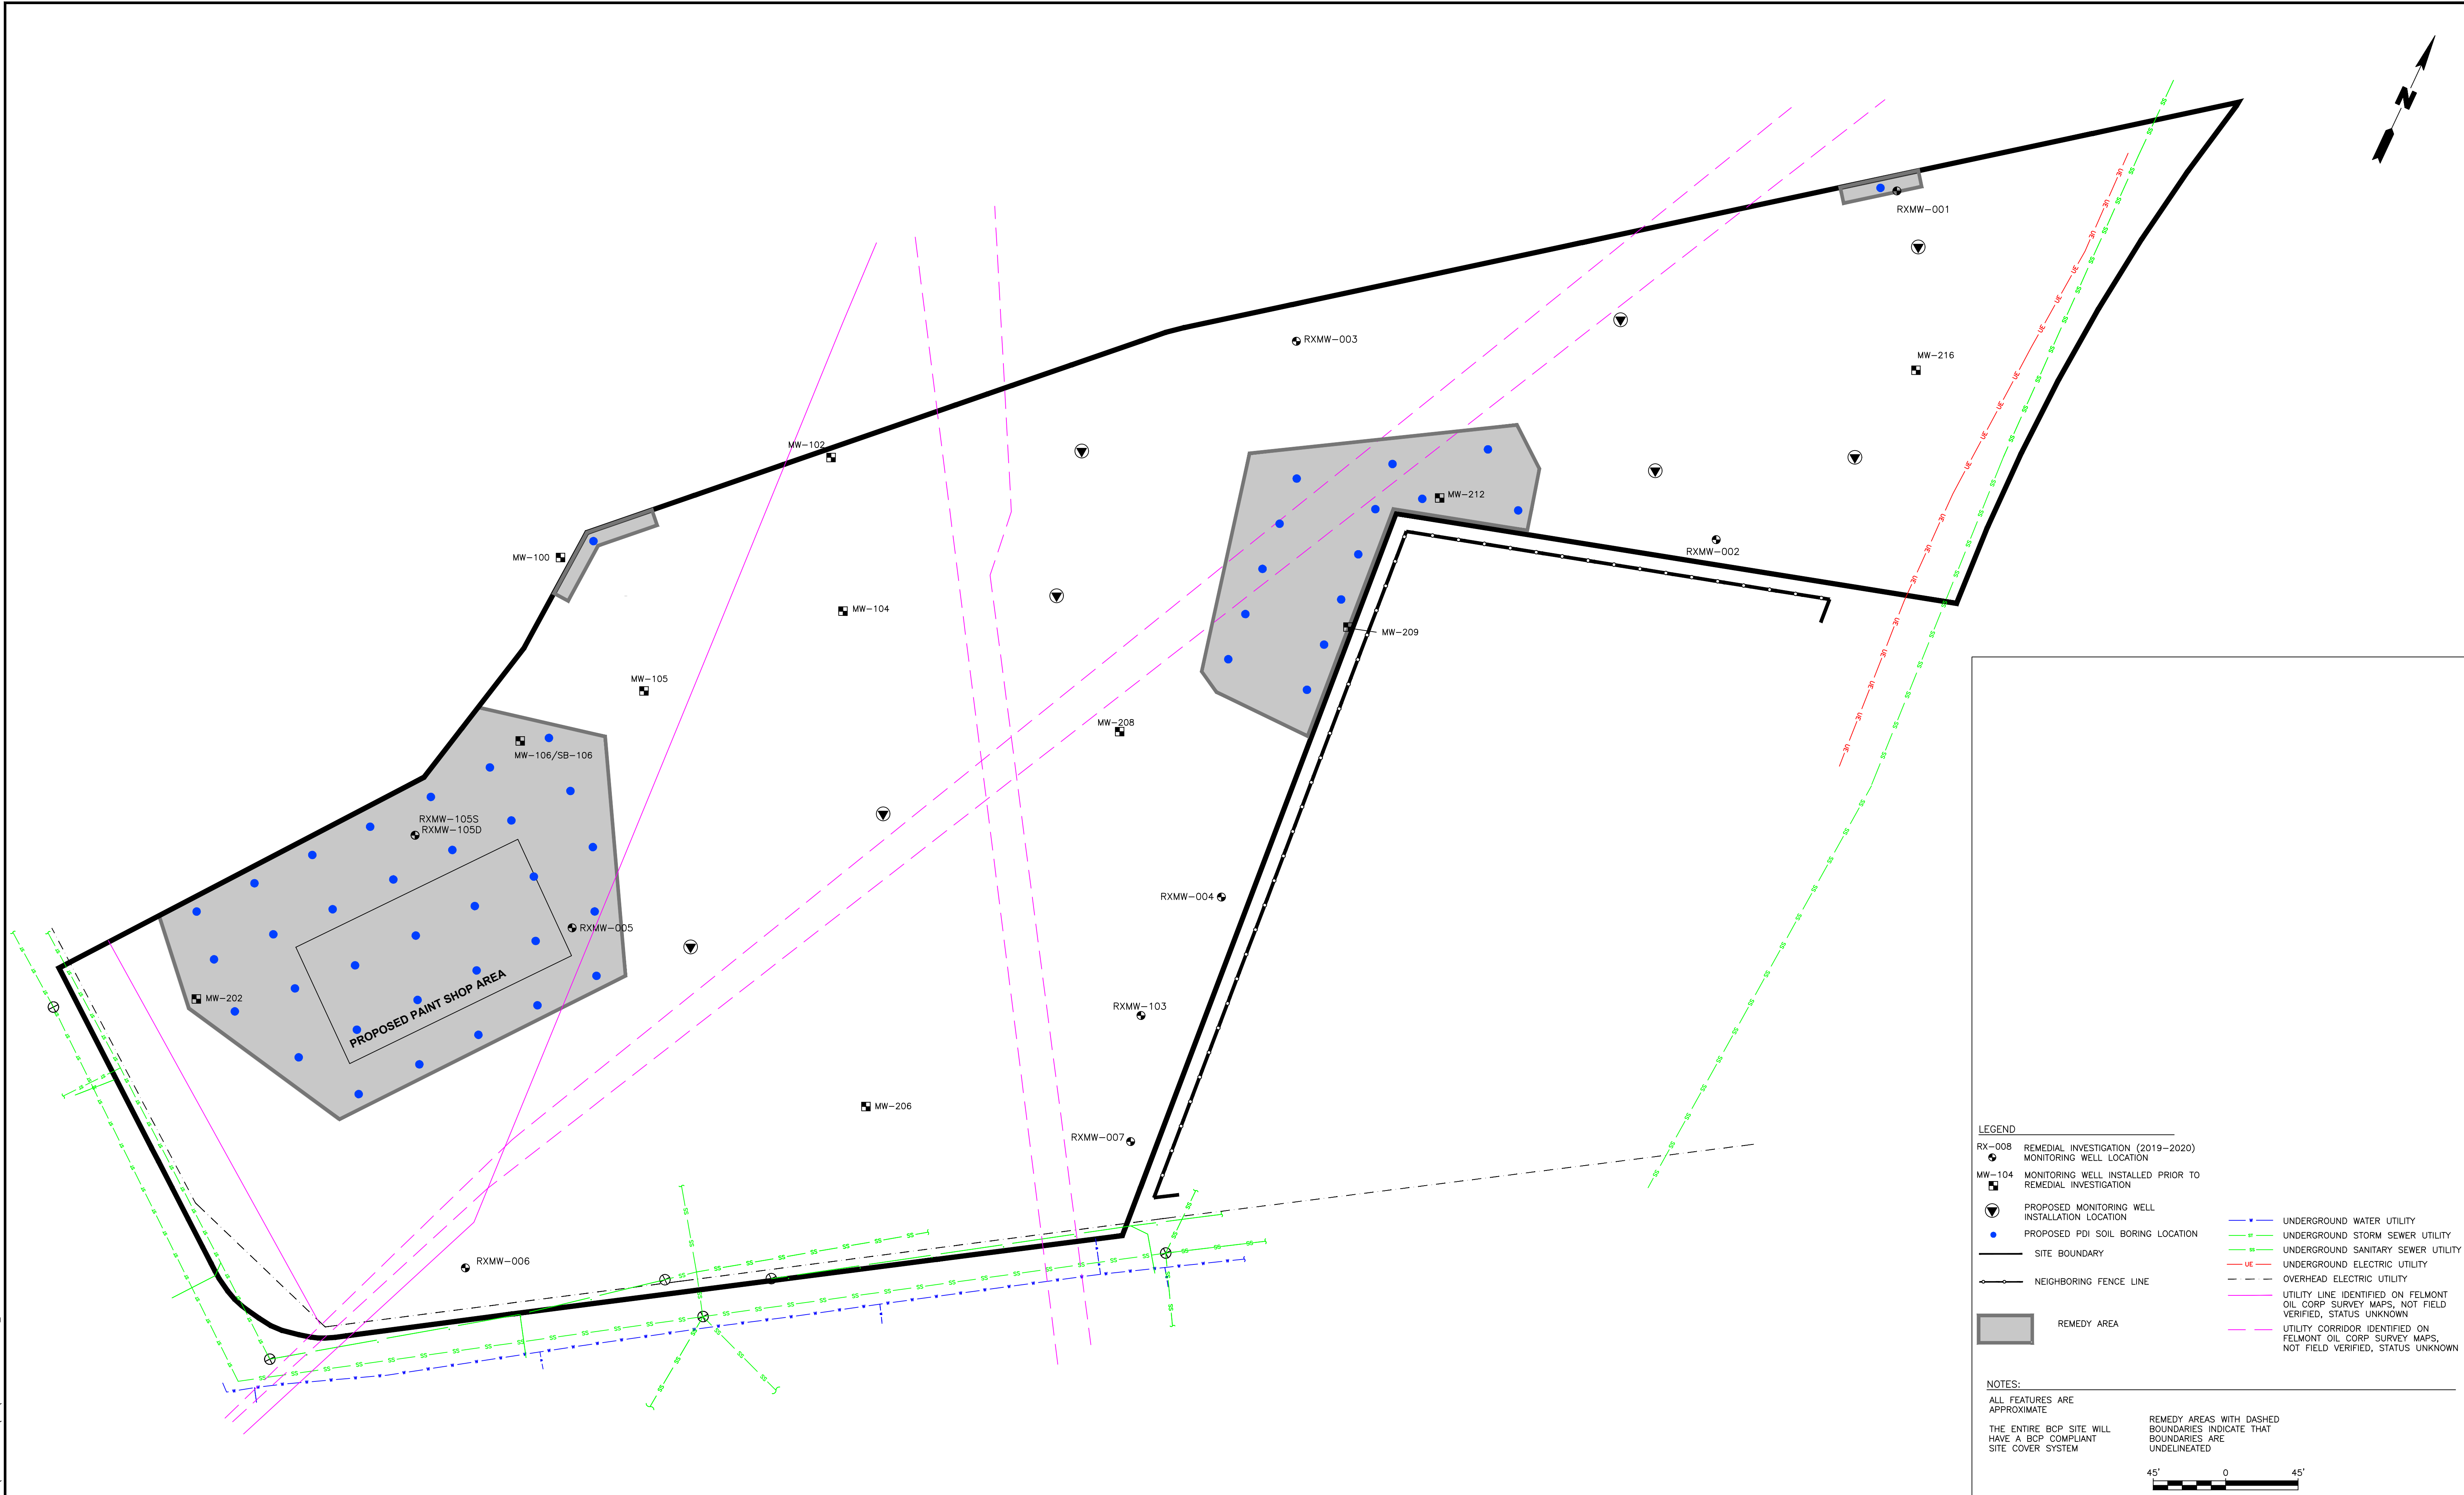 N
RXMW-001
RXMW-003
MW-216
MW-102
MW-212
RXMW-002
MW-100
MW-104
MW-209
MW-105
MW-208
MW-106/SB-106
RXMW-105S
RXMW-105D
RXMW-004
RXMW-005
MW-202
PROPOSED PAINT SHOP AREA
RXMW-103
MW-206
RXMW-007
RXMW-006
LEGEND
RX-008 REMEDIAL INVESTIGATION (2019-2020)
MONITORING WELL LOCATION
MW-104 MONITORING WELL INSTALLED PRIOR TO
REMEDIAL INVESTIGATION
PROPOSED MONITORING WELL
INSTALLATION LOCATION
PROPOSED PDI SOIL BORING LOCATION
SITE BOUNDARY
NEIGHBORING FENCE LINE
REMEDY AREA
UNDERGROUND WATER UTILITY
UNDERGROUND STORM SEWER UTILITY
SS UNDERGROUND SANITARY SEWER UTILITY
UE UNDERGROUND ELECTRIC UTILITY
OVERHEAD ELECTRIC UTILITY
UTILITY LINE IDENTIFIED ON FELMONT
OIL CORP SURVEY MAPS, NOT FIELD
VERIFIED, STATUS UNKNOWN
UTILITY CORRIDOR IDENTIFIED ON
FELMONT OIL CORP SURVEY MAPS,
NOT FIELD VERIFIED, STATUS UNKNOWN
NOTES:
ALL FEATURES ARE
APPROXIMATE
THE ENTIRE BCP SITE WILL
HAVE A BCP COMPLIANT
SITE COVER SYSTEM
REMEDY AREAS WITH DASHED
BOUNDARIES INDICATE THAT
BOUNDARIES ARE
UNDELINEATED
45' 0 45'